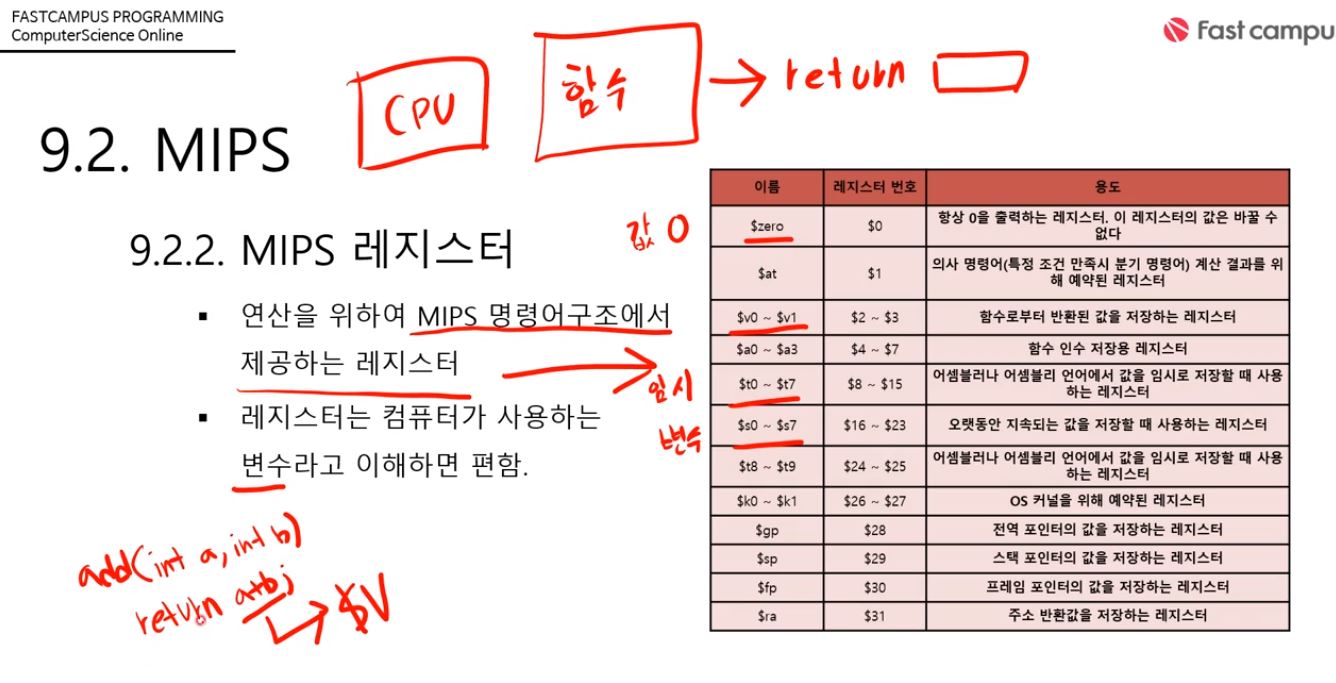 FASTCAMPUS PROGRAMMING
ComputerScience Online
Fast campu
CPU
함수
return
9.2. MIPS
9.2.2. MIPS 레지스터
▪ 연산을 위하여 MIPS 명령어구조에서
제공하는 레지스터
▪ 레지스터는 컴퓨터가 사용하는
변수라고 이해하면 편함.
add(int a, int b)
return a+b;
$V
값 0
임시
변수
이름 레지스터 번호 용도
$zero $0 항상 0을 출력하는 레지스터. 이 레지스터의 값은 바꿀 수
없다
$at $1 의사 명령어(특정 조건 만족시 분기 명령어) 계산 결과를 위
해 예약된 레지스터
$v0 ~ $v1 $2 ~ $3 함수로부터 반환된 값을 저장하는 레지스터
$a0 ~ $a3 $4 ~ $7 함수 인수 저장용 레지스터
$t0 ~ $t7 $8 ~ $15 어셈블러나 어셈블리 언어에서 값을 임시로 저장할 때 사용
하는 레지스터
$s0 ~ $s7 $16 ~ $23 오랫동안 지속되는 값을 저장할 때 사용하는 레지스터
$t8 ~ $t9 $24 ~ $25 어셈블러나 어셈블리 언어에서 값을 임시로 저장할 때 사용
하는 레지스터
$k0 ~ $k1 $26 ~ $27 OS 커널을 위해 예약된 레지스터
$gp $28 전역 포인터의 값을 저장하는 레지스터
$sp $29 스택 포인터의 값을 저장하는 레지스터
$fp $30 프레임 포인터의 값을 저장하는 레지스터
$ra $31 주소 반환값을 저장하는 레지스터